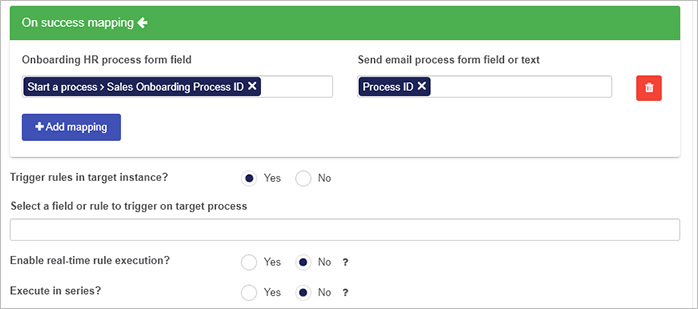 On success mapping
Onboarding HR process form field
Send email process form field or text
Start a process > Sales Onboarding Process ID ✕
Process ID ✕
+ Add mapping
Trigger rules in target instance? Yes No
Select a field or rule to trigger on target process
Enable real-time rule execution? Yes No ?
Execute in series? Yes No ?